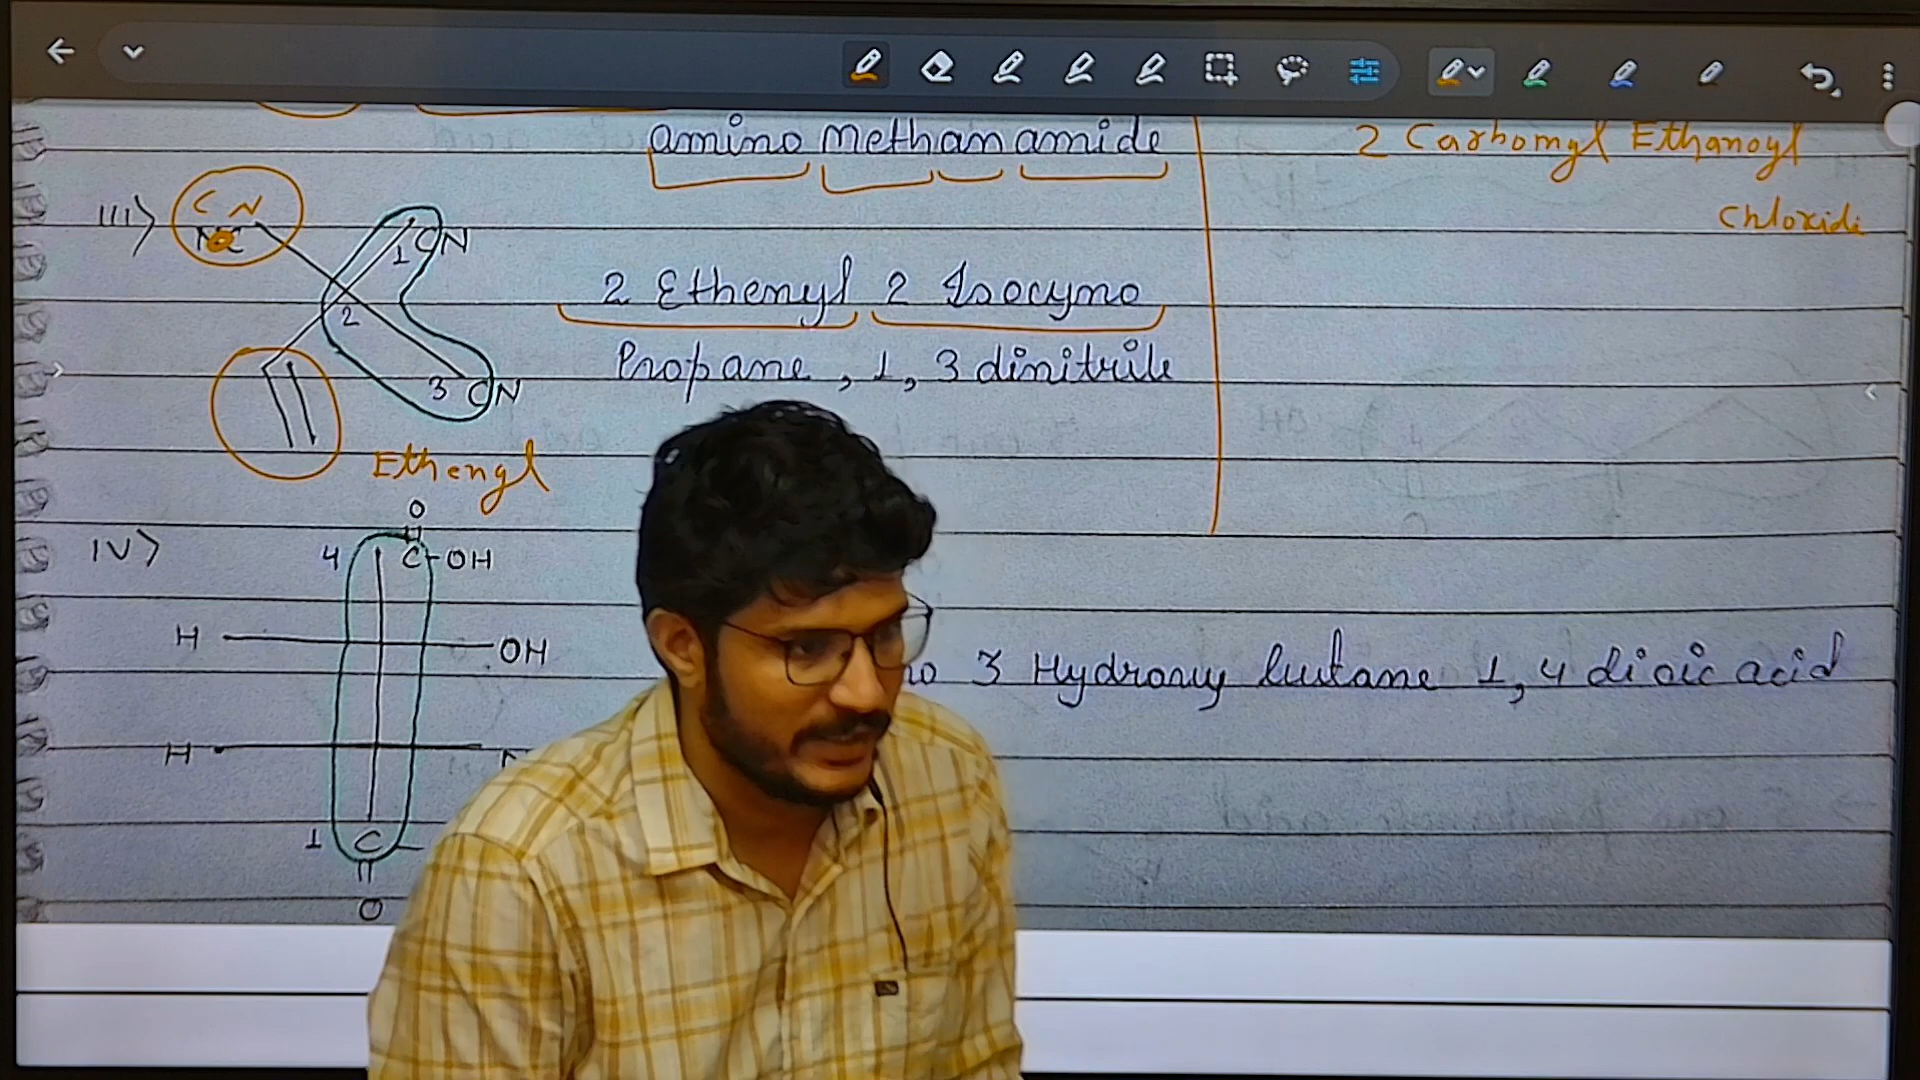 amino methan amide
2 Carbomyl Ethanoyl
Chloride
III>
C N
1 CN
2
3 CN
2 Ethenyl 2 Isocyno
Propane , 1, 3 dinitrile
Ethenyl
IV>
O
4 C-OH
H OH
3 Hydroxy butane 1, 4 dioic acid
H
1 C
O